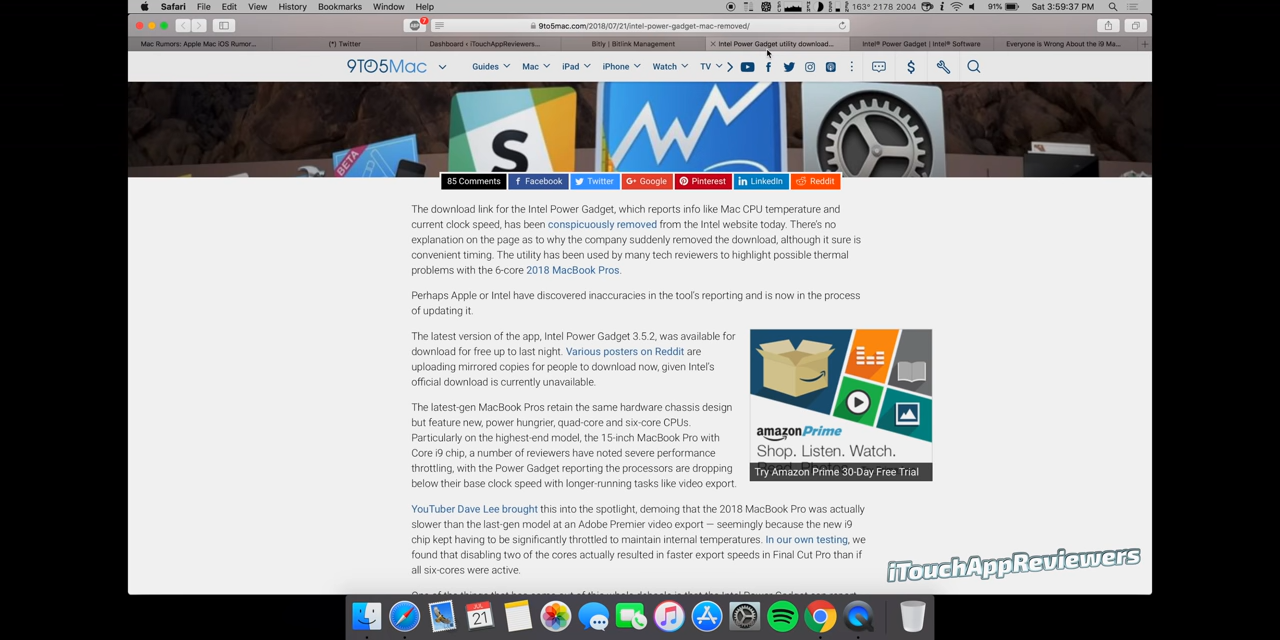 Safari File Edit View History Bookmarks Window Help 163° 2178 2004 91% Sat 3:59:37 PM
ABP 7 9to5mac.com/2018/07/21/intel-power-gadget-mac-removed/
Mac Rumors: Apple Mac iOS Rumor... (*) Twitter Dashboard ‹ iTouchAppReviewers... Bitly | Bitlink Management Intel Power Gadget utility download... Intel® Power Gadget | Intel® Software Everyone is Wrong About the i9 Ma...
9TO5Mac Guides Mac iPad iPhone Watch TV
BETA S
85 Comments Facebook Twitter G+ Google Pinterest LinkedIn Reddit
The download link for the Intel Power Gadget, which reports info like Mac CPU temperature and
current clock speed, has been conspicuously removed from the Intel website today. There's no
explanation on the page as to why the company suddenly removed the download, although it sure is
convenient timing. The utility has been used by many tech reviewers to highlight possible thermal
problems with the 6-core 2018 MacBook Pros.
Perhaps Apple or Intel have discovered inaccuracies in the tool's reporting and is now in the process
of updating it.
The latest version of the app, Intel Power Gadget 3.5.2, was available for
download for free up to last night. Various posters on Reddit are
uploading mirrored copies for people to download now, given Intel's
official download is currently unavailable.
The latest-gen MacBook Pros retain the same hardware chassis design
but feature new, power hungrier, quad-core and six-core CPUs.
Particularly on the highest-end model, the 15-inch MacBook Pro with
Core i9 chip, a number of reviewers have noted severe performance
throttling, with the Power Gadget reporting the processors are dropping
below their base clock speed with longer-running tasks like video export.
amazonPrime
Shop. Listen. Watch.
Try Amazon Prime 30-Day Free Trial
YouTuber Dave Lee brought this into the spotlight, demoing that the 2018 MacBook Pro was actually
slower than the last-gen model at an Adobe Premier video export — seemingly because the new i9
chip kept having to be significantly throttled to maintain internal temperatures. In our own testing, we
found that disabling two of the cores actually resulted in faster export speeds in Final Cut Pro than if
all six-cores were active.
iTouchAppReviewers
JUL
21